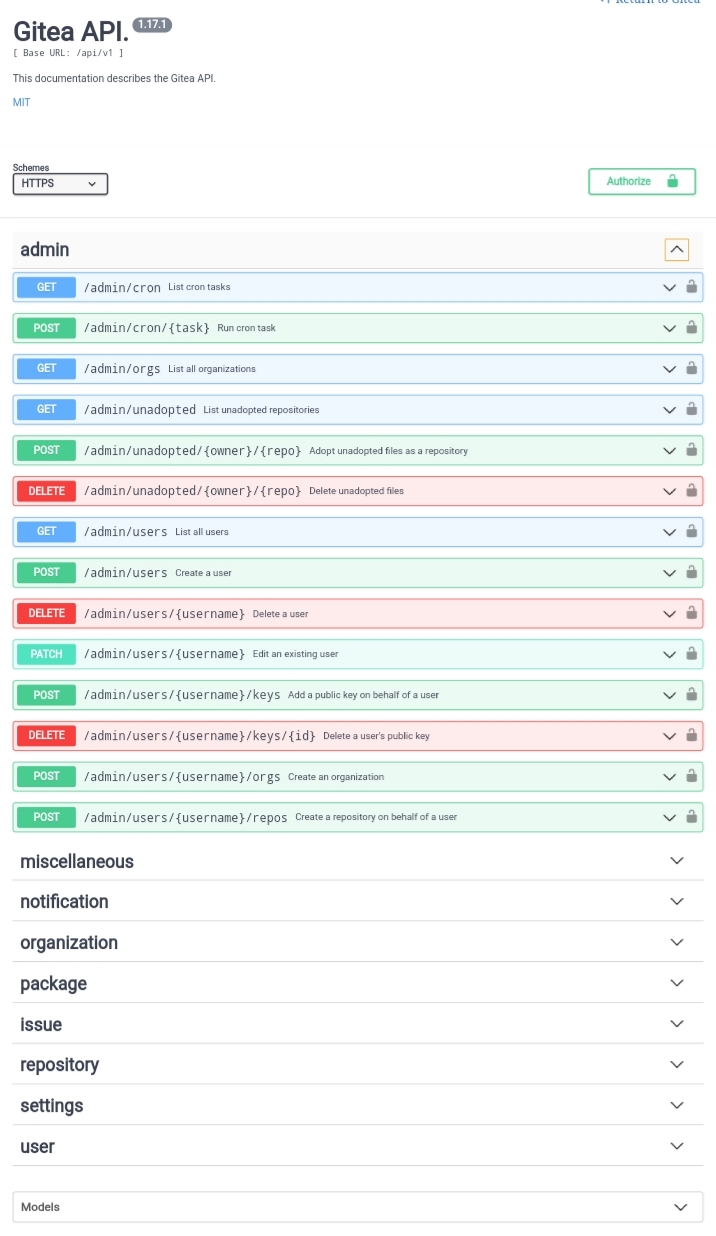 Return to Gitea
Gitea API. 1.17.1
[ Base URL: /api/v1 ]
This documentation describes the Gitea API.
MIT
Schemes
HTTPS
Authorize
admin
GET /admin/cron List cron tasks
POST /admin/cron/{task} Run cron task
GET /admin/orgs List all organizations
GET /admin/unadopted List unadopted repositories
POST /admin/unadopted/{owner}/{repo} Adopt unadopted files as a repository
DELETE /admin/unadopted/{owner}/{repo} Delete unadopted files
GET /admin/users List all users
POST /admin/users Create a user
DELETE /admin/users/{username} Delete a user
PATCH /admin/users/{username} Edit an existing user
POST /admin/users/{username}/keys Add a public key on behalf of a user
DELETE /admin/users/{username}/keys/{id} Delete a user's public key
POST /admin/users/{username}/orgs Create an organization
POST /admin/users/{username}/repos Create a repository on behalf of a user
miscellaneous
notification
organization
package
issue
repository
settings
user
Models